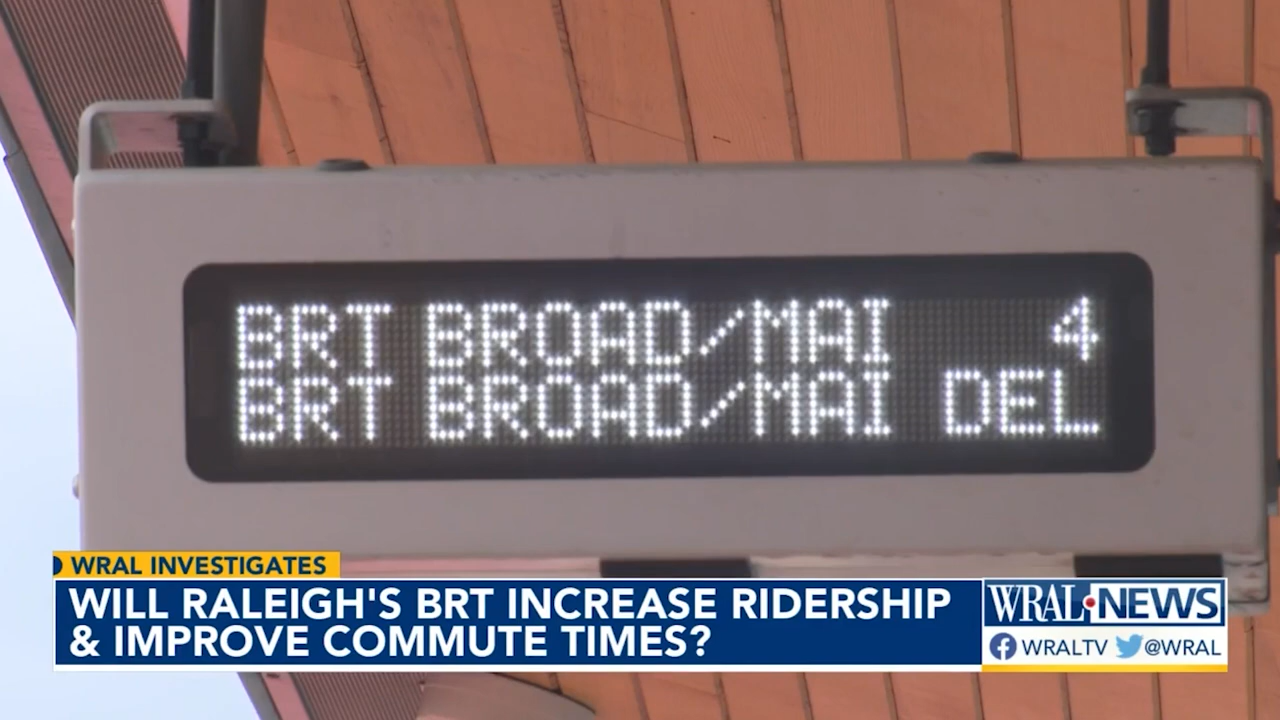 BRT BROAD/MAI 4
BRT BROAD/MAI DEL
WRAL INVESTIGATES
WILL RALEIGH'S BRT INCREASE RIDERSHIP
& IMPROVE COMMUTE TIMES?
WRAL NEWS
WRALTV @WRAL